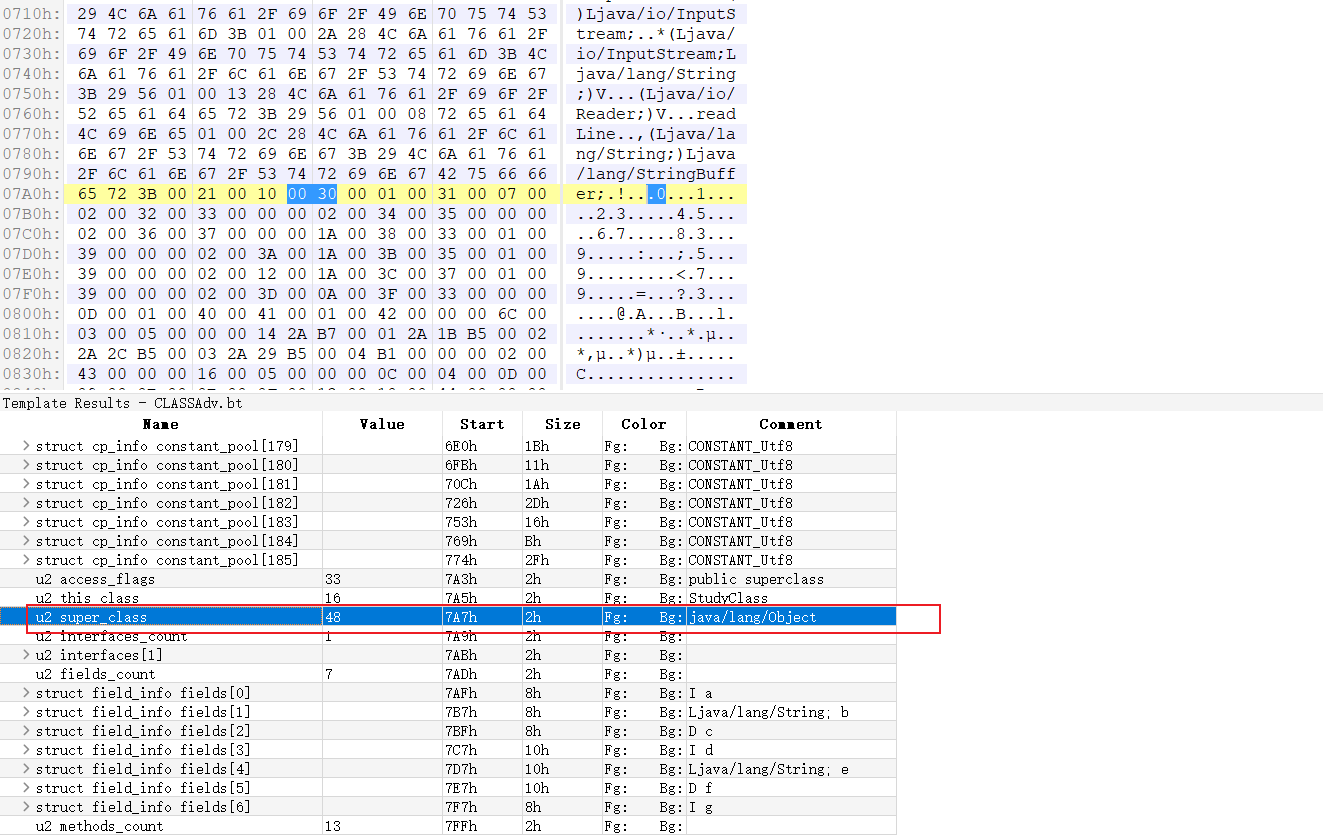 0710h: 29 4C 6A 61 76 61 2F 69 6F 2F 49 6E 70 75 74 53 )Ljava/io/InputS
0720h: 74 72 65 61 6D 3B 01 00 2A 28 4C 6A 61 76 61 2F tream;..*(Ljava/
0730h: 69 6F 2F 49 6E 70 75 74 53 74 72 65 61 6D 3B 4C io/InputStream;L
0740h: 6A 61 76 61 2F 6C 61 6E 67 2F 53 74 72 69 6E 67 java/lang/String
0750h: 3B 29 56 01 00 13 28 4C 6A 61 76 61 2F 69 6F 2F ;)V...(Ljava/io/
0760h: 52 65 61 64 65 72 3B 29 56 01 00 08 72 65 61 64 Reader;)V...read
0770h: 4C 69 6E 65 01 00 2C 28 4C 6A 61 76 61 2F 6C 61 Line..,(Ljava/la
0780h: 6E 67 2F 53 74 72 69 6E 67 3B 29 4C 6A 61 76 61 ng/String;)Ljava
0790h: 2F 6C 61 6E 67 2F 53 74 72 69 6E 67 42 75 66 66 /lang/StringBuff
07A0h: 65 72 3B 00 21 00 10 00 30 00 01 00 31 00 07 00 er;.!...0...1...
07B0h: 02 00 32 00 33 00 00 00 02 00 34 00 35 00 00 00 ..2.3.....4.5...
07C0h: 02 00 36 00 37 00 00 00 1A 00 38 00 33 00 01 00 ..6.7.....8.3...
07D0h: 39 00 00 00 02 00 3A 00 1A 00 3B 00 35 00 01 00 9.....:...;.5...
07E0h: 39 00 00 00 02 00 12 00 1A 00 3C 00 37 00 01 00 9.........<.7...
07F0h: 39 00 00 00 02 00 3D 00 0A 00 3F 00 33 00 00 00 9.....=...?.3...
0800h: 0D 00 01 00 40 00 41 00 01 00 42 00 00 00 6C 00 ....@.A...B...l.
0810h: 03 00 05 00 00 00 14 2A B7 00 01 2A 1B B5 00 02 .......*·..*.µ..
0820h: 2A 2C B5 00 03 2A 29 B5 00 04 B1 00 00 00 02 00 *,µ..*)µ..±.....
0830h: 43 00 00 00 16 00 05 00 00 00 0C 00 04 00 0D 00 C...............
Template Results - CLASSAdv.bt
Name Value Start Size Color Comment
struct cp_info constant_pool[179] 6E0h 1Bh Fg: Bg: CONSTANT_Utf8
struct cp_info constant_pool[180] 6FBh 11h Fg: Bg: CONSTANT_Utf8
struct cp_info constant_pool[181] 70Ch 1Ah Fg: Bg: CONSTANT_Utf8
struct cp_info constant_pool[182] 726h 2Dh Fg: Bg: CONSTANT_Utf8
struct cp_info constant_pool[183] 753h 16h Fg: Bg: CONSTANT_Utf8
struct cp_info constant_pool[184] 769h Bh Fg: Bg: CONSTANT_Utf8
struct cp_info constant_pool[185] 774h 2Fh Fg: Bg: CONSTANT_Utf8
u2 access_flags 33 7A3h 2h Fg: Bg: public superclass
u2 this_class 16 7A5h 2h Fg: Bg: StudyClass
u2 super_class 48 7A7h 2h Fg: Bg: java/lang/Object
u2 interfaces_count 1 7A9h 2h Fg: Bg:
u2 interfaces[1] 7ABh 2h Fg: Bg:
u2 fields_count 7 7ADh 2h Fg: Bg:
struct field_info fields[0] 7AFh 8h Fg: Bg: I a
struct field_info fields[1] 7B7h 8h Fg: Bg: Ljava/lang/String; b
struct field_info fields[2] 7BFh 8h Fg: Bg: D c
struct field_info fields[3] 7C7h 10h Fg: Bg: I d
struct field_info fields[4] 7D7h 10h Fg: Bg: Ljava/lang/String; e
struct field_info fields[5] 7E7h 10h Fg: Bg: D f
struct field_info fields[6] 7F7h 8h Fg: Bg: I g
u2 methods_count 13 7FFh 2h Fg: Bg: